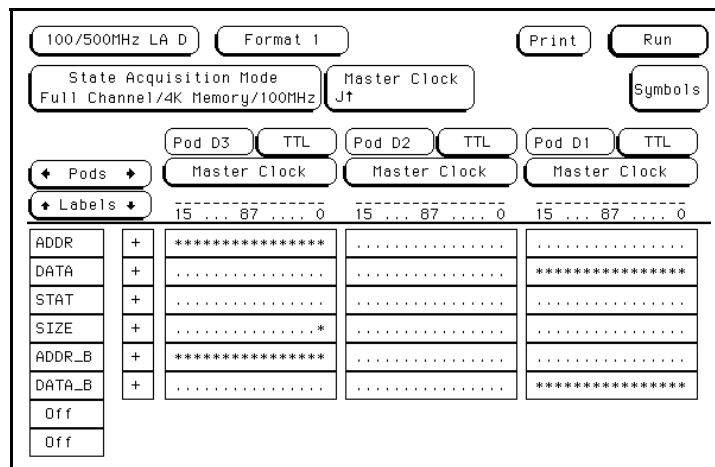 100/500MHz LA D Format 1 Print Run
State Acquisition Mode
Full Channel/4K Memory/100MHz
Master Clock
J↑
Symbols
Pod D3 TTL Pod D2 TTL Pod D1 TTL
← Pods → Master Clock Master Clock Master Clock
↑ Labels ↓ 15 ... 87 .... 0 15 ... 87 .... 0 15 ... 87 .... 0
ADDR + **************** ................ ................
DATA + ................ ................ ****************
STAT + ................ ................ ................
SIZE + ...............* ................ ................
ADDR_B + **************** ................ ................
DATA_B + ................ ................ ****************
Off
Off